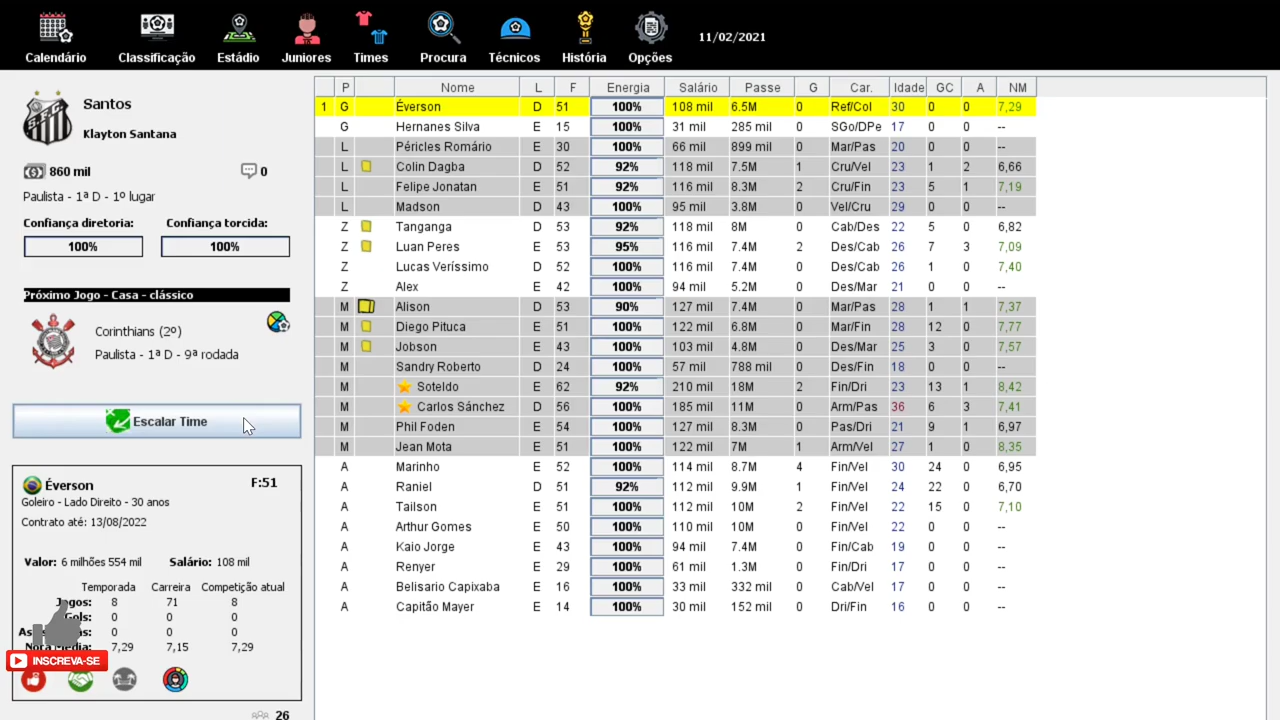 Calendário Classificação Estádio Juniores Times Procura Técnicos História Opções 11/02/2021
Santos
Klayton Santana
860 mil 0
Paulista - 1ª D - 1º lugar
Confiança diretoria: Confiança torcida:
100% 100%
Próximo Jogo - Casa - clássico
Corinthians (2º)
Paulista - 1ª D - 9ª rodada
Escalar Time
Éverson F:51
Goleiro - Lado Direito - 30 anos
Contrato até: 13/08/2022
Valor: 6 milhões 554 mil Salário: 108 mil
Temporada Carreira Competição atual
Jogos: 8 71 8
Gols: 0 0 0
0 0 0
Nota Média: 7,29 7,15 7,29
INSCREVA-SE
26
P Nome L F Energia Salário Passe G Car. Idade GC A NM
1 G Éverson D 51 100% 108 mil 6.5M 0 Ref/Col 30 0 0 7,29
G Hernanes Silva E 15 100% 31 mil 285 mil 0 SGo/DPe 17 0 0 --
L Péricles Romário E 30 100% 66 mil 899 mil 0 Mar/Pas 20 0 0 --
L Colin Dagba D 52 92% 118 mil 7.5M 1 Cru/Vel 23 1 2 6,66
L Felipe Jonatan E 51 92% 116 mil 8.3M 2 Cru/Fin 23 5 1 7,19
L Madson D 43 100% 95 mil 3.8M 0 Vel/Cru 29 0 0 --
Z Tanganga D 53 92% 118 mil 8M 0 Cab/Des 22 5 0 6,82
Z Luan Peres E 53 95% 116 mil 7.4M 2 Des/Cab 26 7 3 7,09
Z Lucas Veríssimo D 52 100% 116 mil 7.4M 0 Des/Cab 26 1 0 7,40
Z Alex E 42 100% 94 mil 5.2M 0 Des/Mar 21 0 0 --
M Alison D 53 90% 127 mil 7.4M 0 Mar/Pas 28 1 1 7,37
M Diego Pituca E 51 100% 122 mil 6.8M 0 Mar/Fin 28 12 0 7,77
M Jobson E 43 100% 103 mil 4.8M 0 Des/Mar 25 3 0 7,57
M Sandry Roberto D 24 100% 57 mil 788 mil 0 Des/Fin 18 0 0 --
M Soteldo E 62 92% 210 mil 18M 2 Fin/Dri 23 13 1 8,42
M Carlos Sánchez D 56 100% 185 mil 11M 0 Arm/Pas 36 6 3 7,41
M Phil Foden E 54 100% 127 mil 8.3M 0 Pas/Dri 21 9 1 6,97
M Jean Mota E 51 100% 122 mil 7M 1 Arm/Vel 27 1 0 8,35
A Marinho E 52 100% 114 mil 8.7M 4 Fin/Vel 30 24 0 6,95
A Raniel D 51 92% 112 mil 9.9M 1 Fin/Vel 24 22 0 6,70
A Tailson E 51 100% 112 mil 10M 2 Fin/Vel 22 15 0 7,10
A Arthur Gomes E 50 100% 110 mil 10M 0 Fin/Vel 22 0 0 --
A Kaio Jorge E 43 100% 94 mil 7.4M 0 Fin/Cab 19 0 0 --
A Renyer E 29 100% 61 mil 1.3M 0 Fin/Dri 17 0 0 --
A Belisario Capixaba E 16 100% 33 mil 332 mil 0 Cab/Vel 17 0 0 --
A Capitão Mayer E 14 100% 30 mil 152 mil 0 Dri/Fin 16 0 0 --